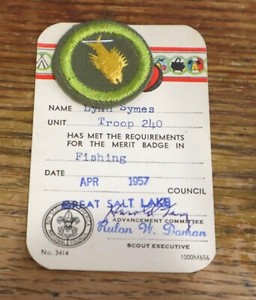 NAME Lynn Symes
UNIT Troop 240
HAS MET THE REQUIREMENTS
FOR THE MERIT BADGE IN
Fishing
DATE APR 1957
COUNCIL
GREAT SALT LAKE
ADVANCEMENT COMMITTEE
Rulon W. Doman
SCOUT EXECUTIVE
No. 3414
1000M656